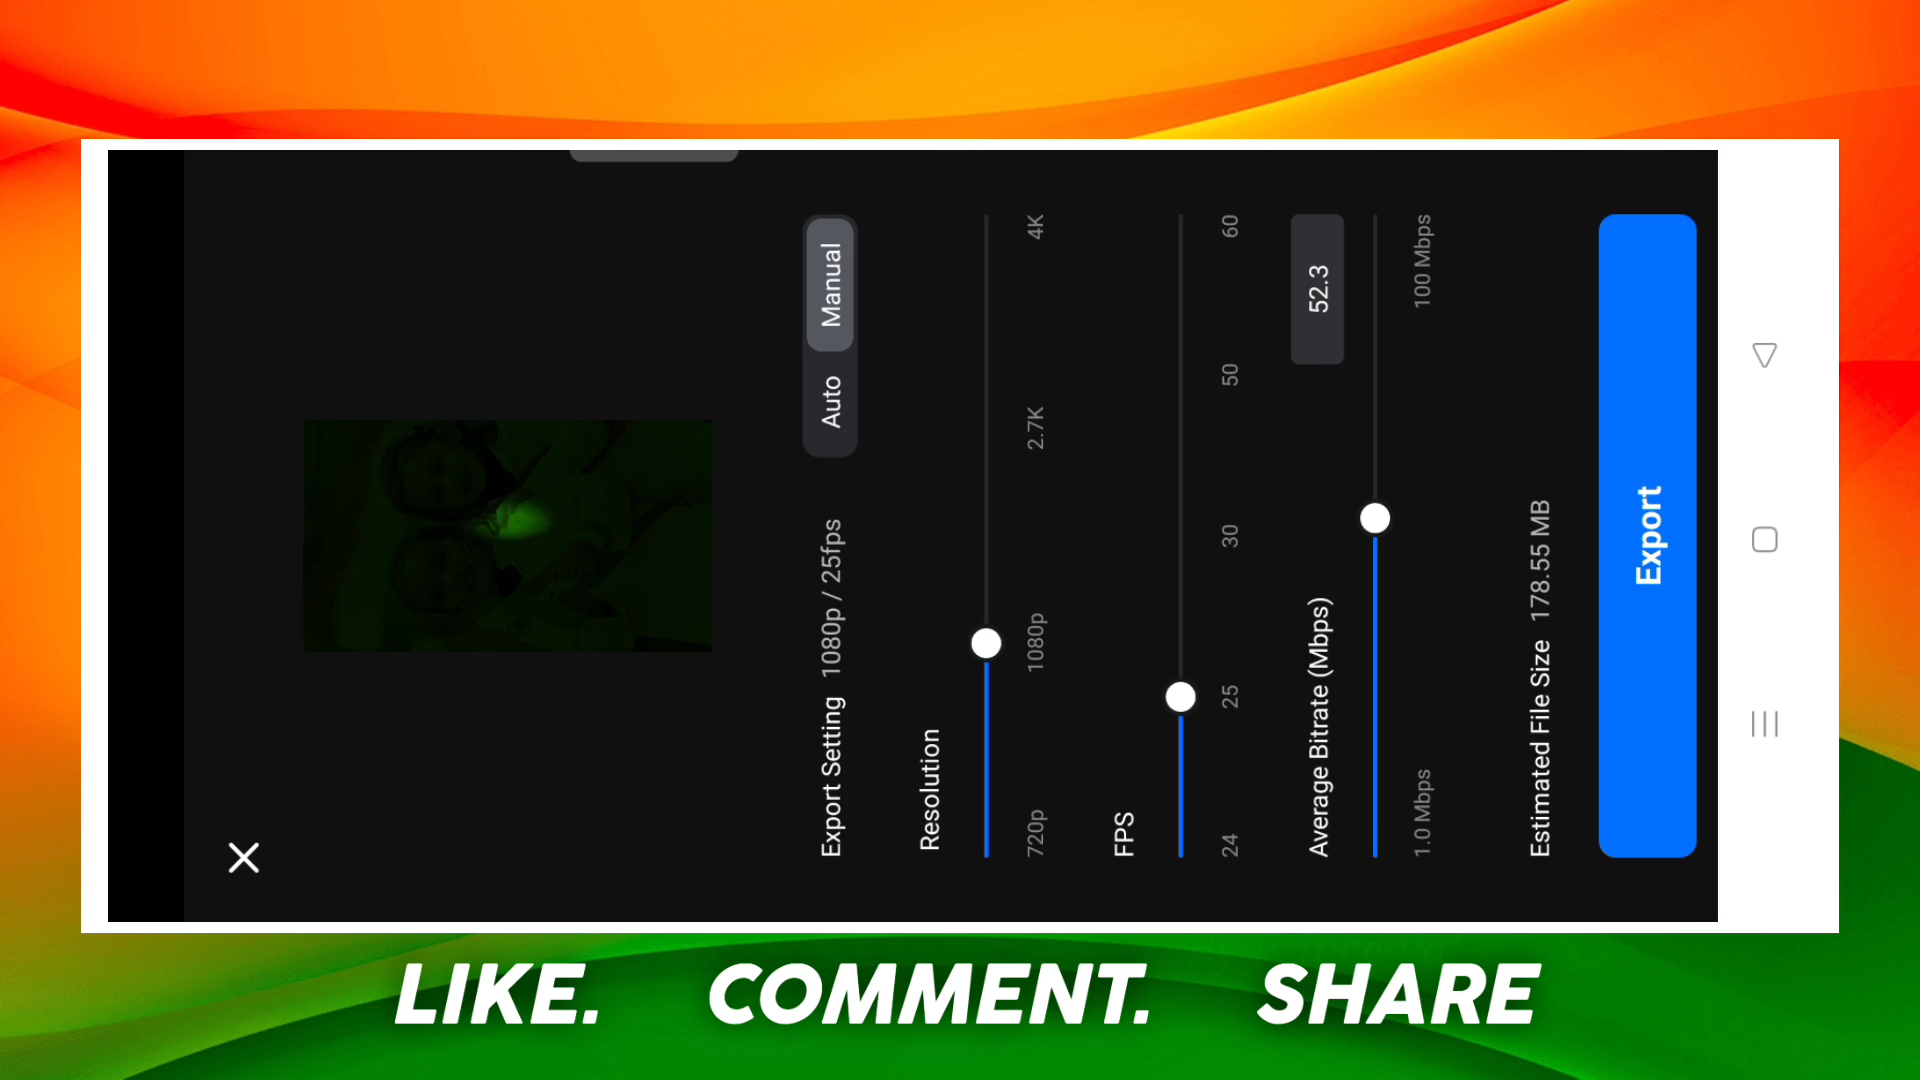 Export Setting 1080p / 25fps
Auto Manual
Resolution
720p 1080p 2.7K 4K
FPS
24 25 30 50 60
Average Bitrate (Mbps) 52.3
1.0 Mbps 100 Mbps
Estimated File Size 178.55 MB
Export
LIKE. COMMENT. SHARE